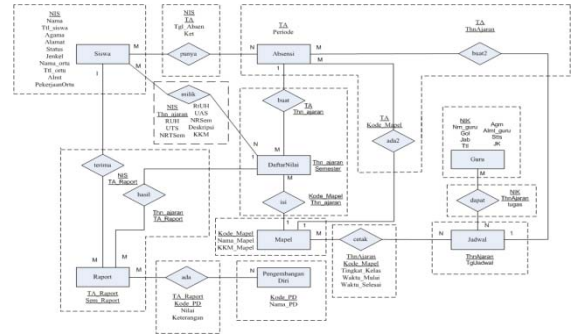 NIS
Nama
Ttl_siswa
Agama
Alamat
Status
Jenkel
Nama_ortu
Ttl_ortu
Almt
PekerjaanOrtu
Siswa
M
N
I
M
NIS
TA
Tgl_Absen
Ket
punya
TA
Periode
Absensi
M
M
1
TA
ThnAjaran
buat2
milik
NIS
Thn_ajaran
RUH
UTS
NRTSem
RtUH
UAS
NRSem
Deskripsi
KKM
buat
TA
Thn_ajaran
TA
Kode_Mapel
ada2
NIK
Nm_guru
Gol
Jab
Ttl
Agm
Almt_guru
Stts
JK
Guru
M
terima
NIS
TA_Raport
hasil
Thn_ajaran
TA_Raport
N
M
1
DaftarNilai
M
Thn_ajaran
Semester
isi
Kode_Mapel
Thn_ajaran
dapat
NIK
ThnAjaran
tugas
N
1
1
Kode_Mapel
Nama_Mapel
KKM_Mapel
Mapel
M
cetak
N
Jadwal
1
ThnAjaran
Kode_Mapel
Tingkat_Kelas
Waktu_Mulai
Waktu_Selesai
ThnAjaran
TglJadwal
M
M
Raport
M
TA_Raport
Sem_Raport
ada
TA_Raport
Kode_PD
Nilai
Keterangan
N
Pengembangan
Diri
Kode_PD
Nama_PD